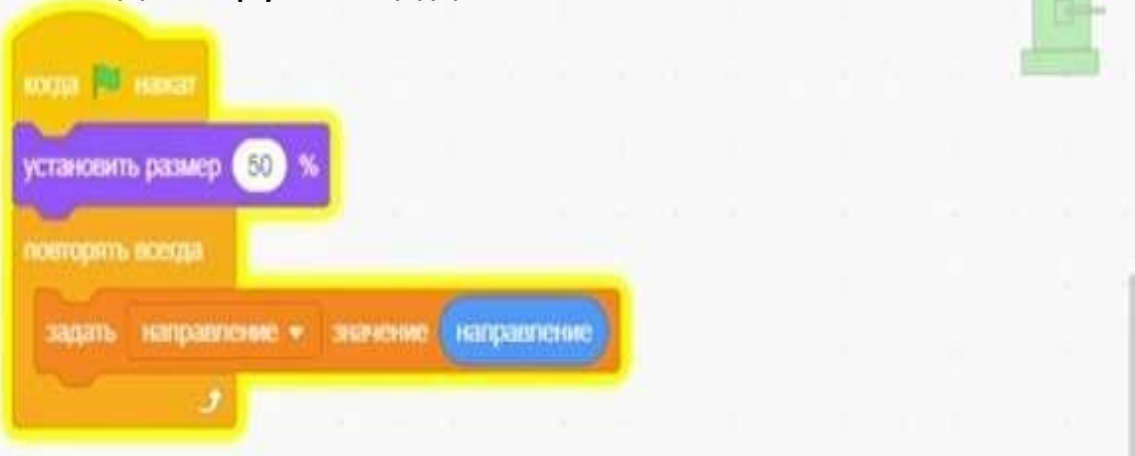 когда нажат
установить размер 50 %
повторять всегда
задать направление значение направление